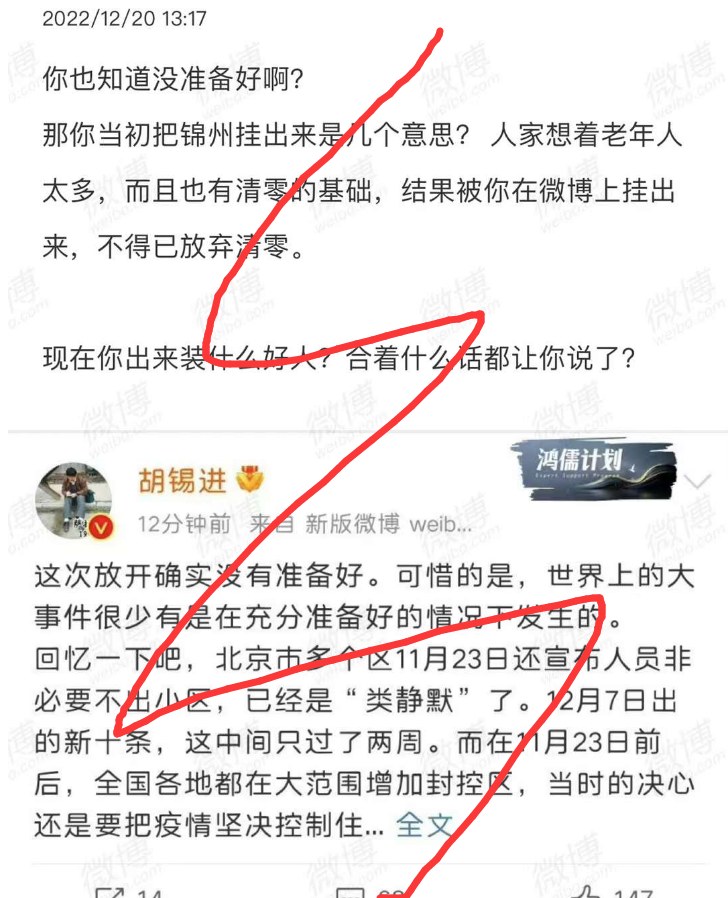 2022/12/20 13:17
你也知道没准备好啊？
那你当初把锦州挂出来是几个意思？ 人家想着老年人
太多，而且也有清零的基础，结果被你在微博上挂出
来，不得已放弃清零。
现在你出来装什么好人？合着什么话都让你说了？
胡锡进
鸿儒计划
Expert Support Program
12分钟前 来自 新版微博 weib...
这次放开确实没有准备好。可惜的是，世界上的大
事件很少有是在充分准备好的情况下发生的。
回忆一下吧，北京市多个区11月23日还宣布人员非
必要不出小区，已经是“类静默”了。12月7日出
的新十条，这中间只过了两周。而在11月23日前
后，全国各地都在大范围增加封控区，当时的决心
还是要把疫情坚决控制住... 全文